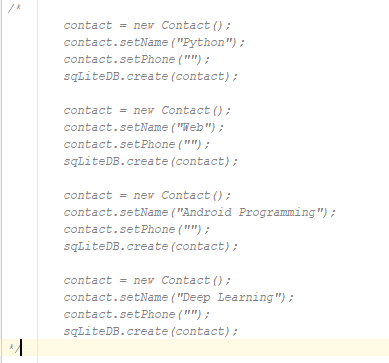 /*
contact = new Contact();
contact.setName("Python");
contact.setPhone("");
sqLiteDB.create(contact);
contact = new Contact();
contact.setName("Web");
contact.setPhone("");
sqLiteDB.create(contact);
contact = new Contact();
contact.setName("Android Programming");
contact.setPhone("");
sqLiteDB.create(contact);
contact = new Contact();
contact.setName("Deep Learning");
contact.setPhone("");
sqLiteDB.create(contact);
*/